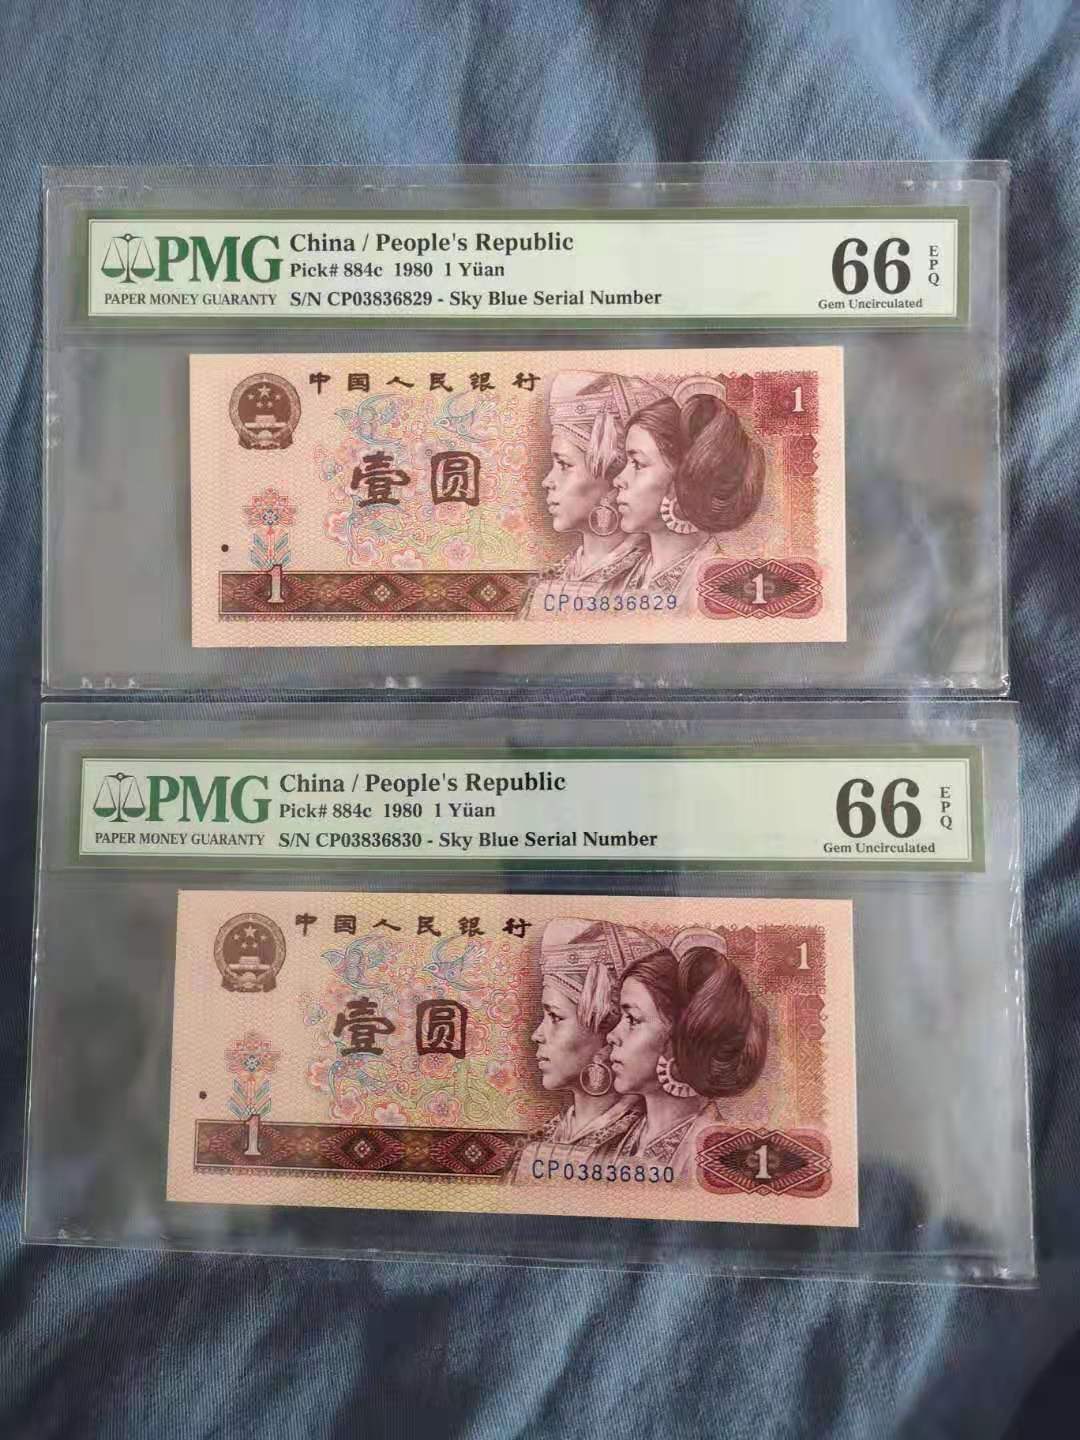 PMG
PAPER MONEY GUARANTY
China / People's Republic
Pick# 884c 1980 1 Yüan
S/N CP03836829 - Sky Blue Serial Number
66
EPQ
Gem Uncirculated
中国人民银行
1
壹圆
1
CP03836829
1
PMG
PAPER MONEY GUARANTY
China / People's Republic
Pick# 884c 1980 1 Yüan
S/N CP03836830 - Sky Blue Serial Number
66
EPQ
Gem Uncirculated
中国人民银行
1
壹圆
1
CP03836830
1